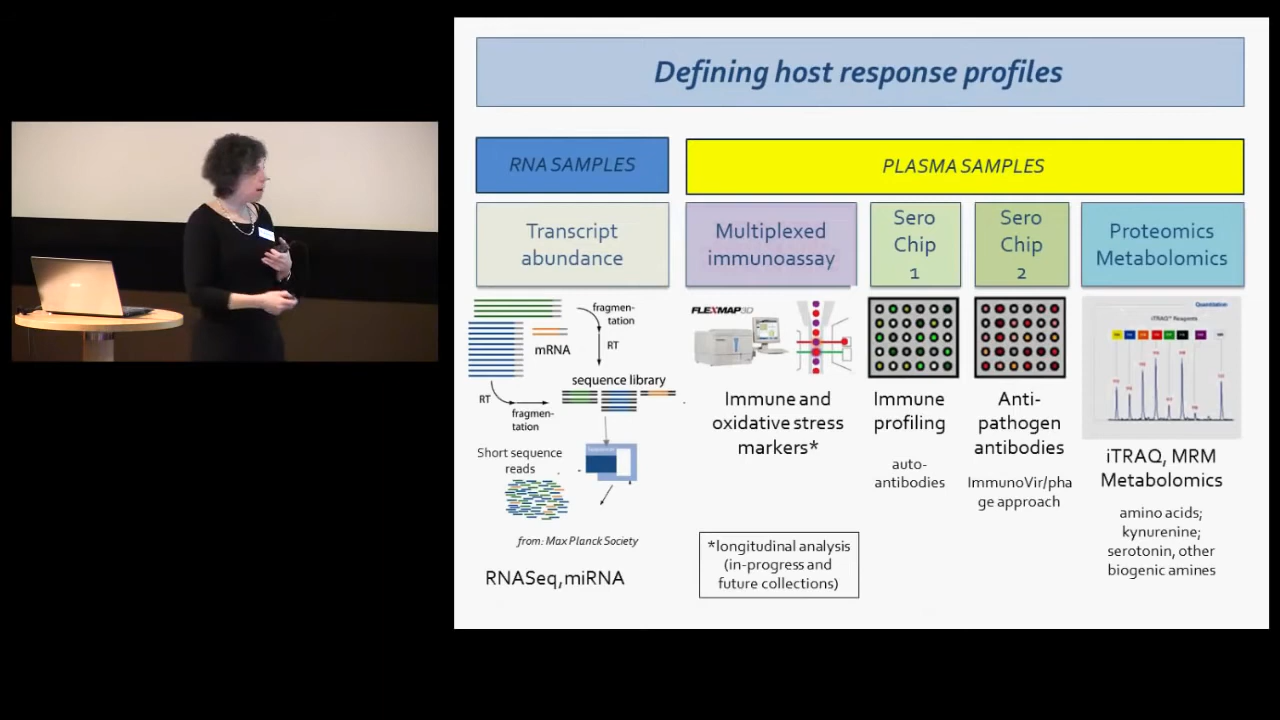 Defining host response profiles
RNA SAMPLES
PLASMA SAMPLES
Transcript
abundance
Multiplexed
immunoassay
Sero
Chip
1
Sero
Chip
2
Proteomics
Metabolomics
fragmen-
tation
mRNA
RT
sequence library
RT
fragmen-
tation
Short sequence
reads
from: Max Planck Society
RNASeq,miRNA
FLEXMAP3D
Immune and
oxidative stress
markers*
*longitudinal analysis
(in-progress and
future collections)
Immune
profiling
auto-
antibodies
Anti-
pathogen
antibodies
ImmunoVir/pha
ge approach
Quantitation
iTRAQ™ Reagents
iTRAQ, MRM
Metabolomics
amino acids;
kynurenine;
serotonin, other
biogenic amines